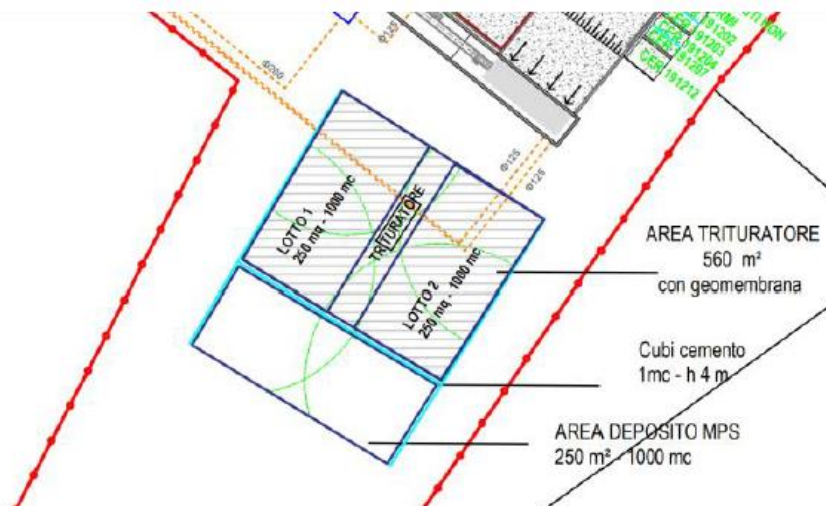 Φ125
Φ200
NON
191202
CER 191203
CER 191204
CER 191207
CER 191212
Φ125
Φ125
LOTTO 1
250 mq - 1000 mc
TRITURATORE
LOTTO 2
250 mq - 1000 mc
AREA TRITURATORE
560 m²
con geomembrana
Cubi cemento
1mc - h 4 m
AREA DEPOSITO MPS
250 m² - 1000 mc